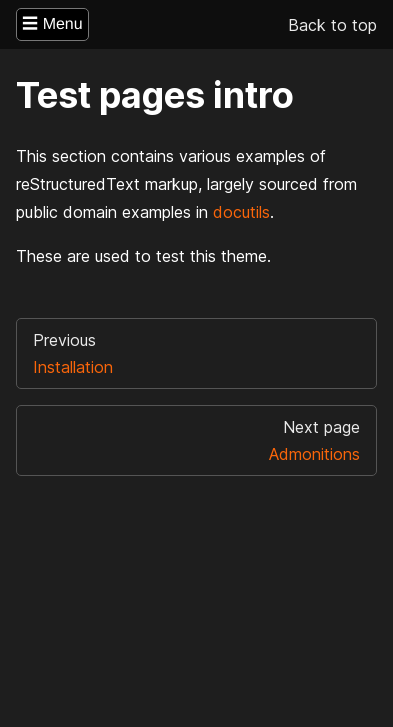 ☰ Menu
Back to top
Test pages intro
This section contains various examples of
reStructuredText markup, largely sourced from
public domain examples in docutils.
These are used to test this theme.
Previous
Installation
Next page
Admonitions